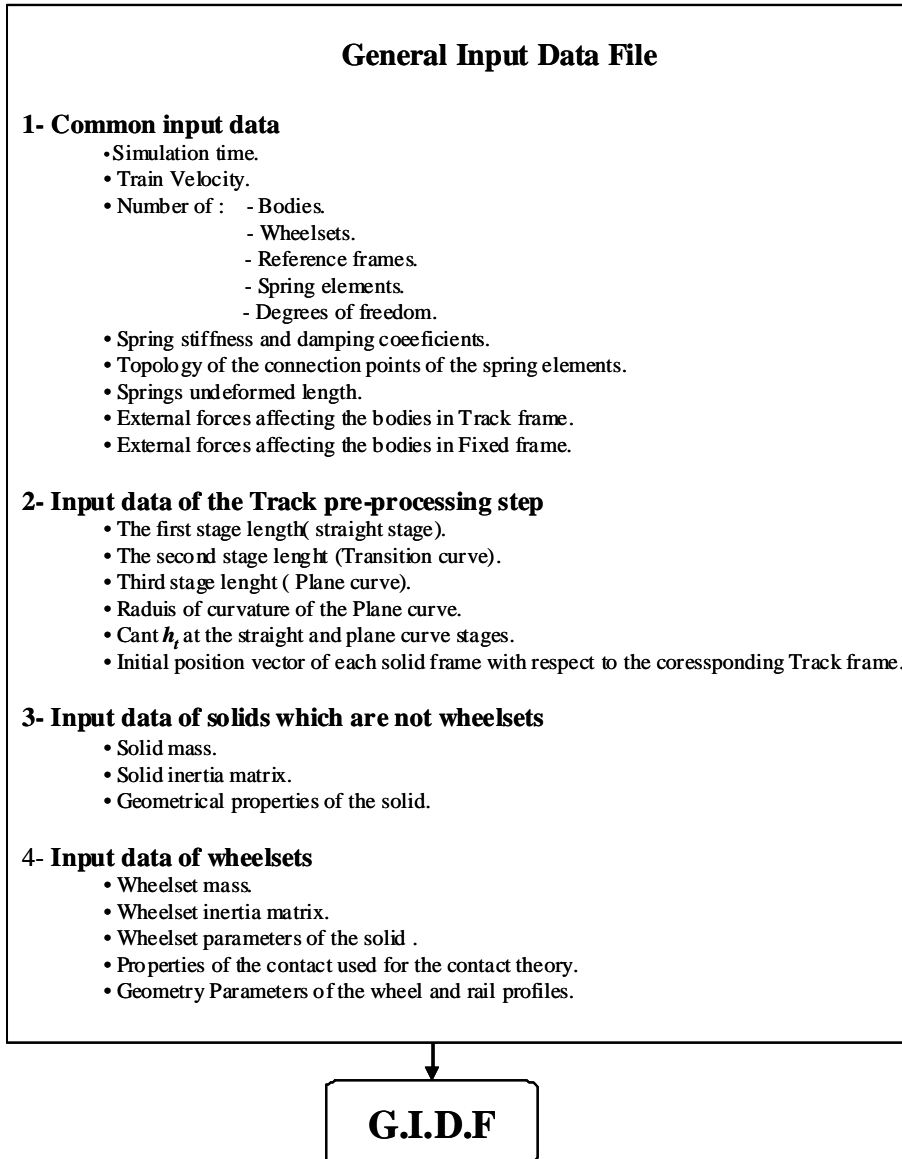 General Input Data File
1- Common input data
•Simulation time.
• Train Velocity.
• Number of : - Bodies.
- Wheelsets.
- Reference frames.
- Spring elements.
- Degrees of freedom.
• Spring stiffness and damping coeeficients.
• Topology of the connection points of the spring elements.
• Springs undeformed length.
• External forces affecting the bodies in Track frame.
• External forces affecting the bodies in Fixed frame.
2- Input data of the Track pre-processing step
• The first stage length( straight stage).
• The second stage lenght (Transition curve).
• Third stage lenght ( Plane curve).
• Raduis of curvature of the Plane curve.
• Cant h_t at the straight and plane curve stages.
• Initial position vector of each solid frame with respect to the coressponding Track frame.
3- Input data of solids which are not wheelsets
• Solid mass.
• Solid inertia matrix.
• Geometrical properties of the solid.
4- Input data of wheelsets
• Wheelset mass.
• Wheelset inertia matrix.
• Wheelset parameters of the solid .
• Properties of the contact used for the contact theory.
• Geometry Parameters of the wheel and rail profiles.
G.I.D.F